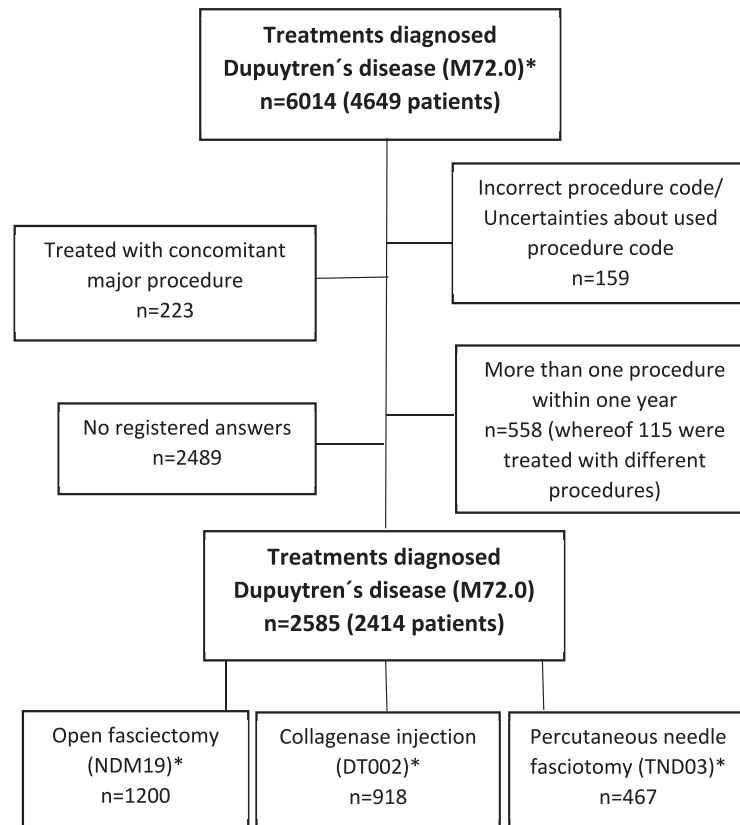 Treatments diagnosed
Dupuytren´s disease (M72.0)*
n=6014 (4649 patients)
Incorrect procedure code/
Uncertainties about used
procedure code
n=159
Treated with concomitant
major procedure
n=223
More than one procedure
within one year
n=558 (whereof 115 were
treated with different
procedures)
No registered answers
n=2489
Treatments diagnosed
Dupuytren´s disease (M72.0)
n=2585 (2414 patients)
Open fasciectomy
(NDM19)*
n=1200
Collagenase injection
(DT002)*
n=918
Percutaneous needle
fasciotomy (TND03)*
n=467